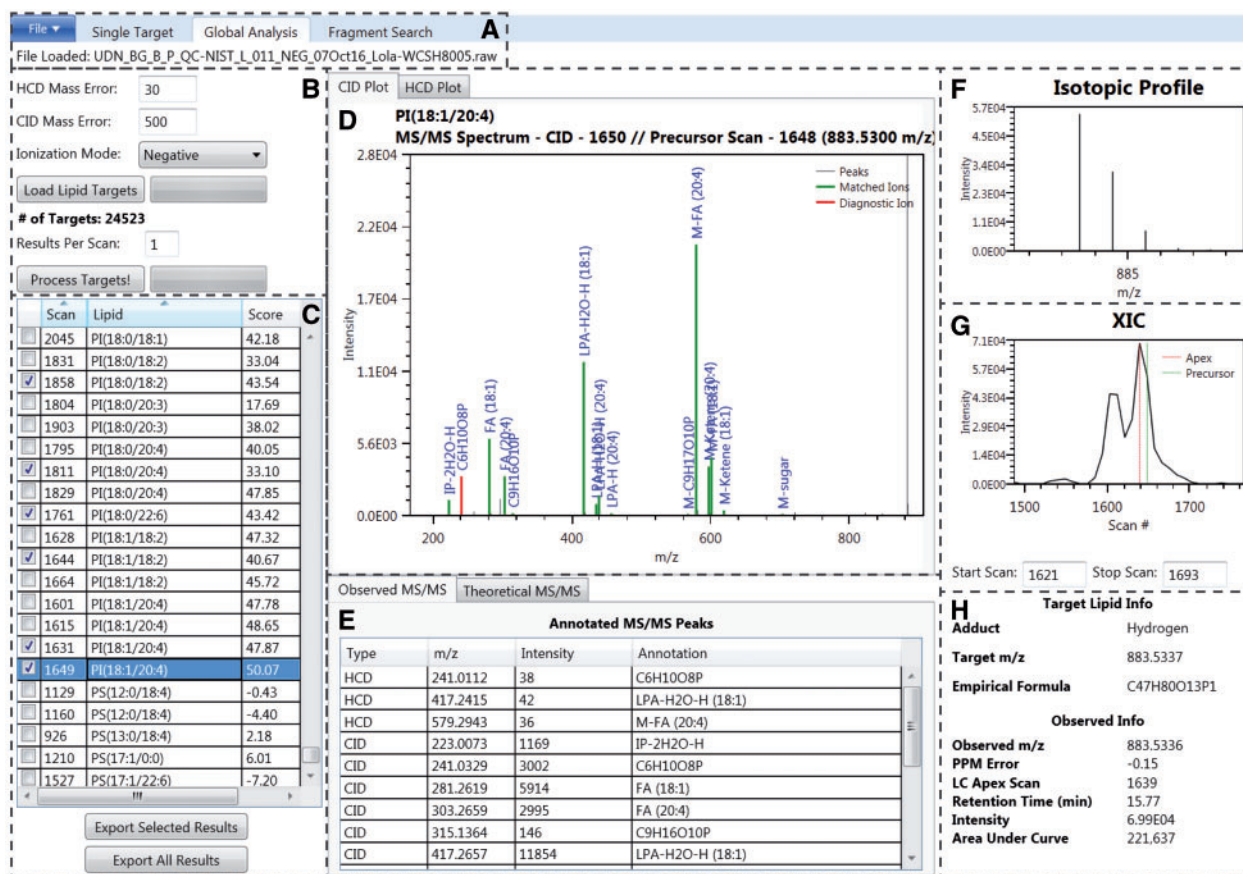 File Single Target Global Analysis Fragment Search A
File Loaded: UDN_BG_B_P_QC-NIST_L_011_NEG_07Oct16_Lola-WCSH8005.raw
B
HCD Mass Error: 30
CID Mass Error: 500
Ionization Mode: Negative
Load Lipid Targets
# of Targets: 24523
Results Per Scan: 1
Process Targets!
C
Scan Lipid Score
2045 PI(18:0/18:1) 42.18
1831 PI(18:0/18:2) 33.04
1858 PI(18:0/18:2) 43.54
1804 PI(18:0/20:3) 17.69
1903 PI(18:0/20:3) 38.02
1795 PI(18:0/20:4) 40.05
1811 PI(18:0/20:4) 33.10
1829 PI(18:0/20:4) 47.85
1761 PI(18:0/22:6) 43.42
1628 PI(18:1/18:2) 47.32
1644 PI(18:1/18:2) 40.67
1664 PI(18:1/18:2) 45.72
1601 PI(18:1/20:4) 47.78
1615 PI(18:1/20:4) 48.65
1631 PI(18:1/20:4) 47.87
1649 PI(18:1/20:4) 50.07
1129 PS(12:0/18:4) -0.43
1160 PS(12:0/18:4) -4.40
926 PS(13:0/18:4) 2.18
1210 PS(17:1/0:0) 6.01
1527 PS(17:1/22:6) -7.20
Export Selected Results
Export All Results
CID Plot HCD Plot
D
PI(18:1/20:4)
MS/MS Spectrum - CID - 1650 // Precursor Scan - 1648 (883.5300 m/z)
2.8E04
2.2E04
1.7E04
1.1E04
5.6E03
0.0E00
Intensity
200 400 600 800
m/z
Peaks
Matched Ions
Diagnostic Ion
IP-2H2O-H
C6H10O8P
FA (18:1)
FA (20:4)
C9H16O10P
LPA-H2O-H (18:1)
LPA-H2O-H (20:4)
LPA-H (20:4)
M-C9H17O10P
M-FA (20:4)
M-Ketene (18:1)
M-sugar
Observed MS/MS Theoretical MS/MS
E
Annotated MS/MS Peaks
Type m/z Intensity Annotation
HCD 241.0112 38 C6H10O8P
HCD 417.2415 42 LPA-H2O-H (18:1)
HCD 579.2943 36 M-FA (20:4)
CID 223.0073 1169 IP-2H2O-H
CID 241.0329 3002 C6H10O8P
CID 281.2619 5914 FA (18:1)
CID 303.2659 2995 FA (20:4)
CID 315.1364 146 C9H16O10P
CID 417.2657 11854 LPA-H2O-H (18:1)
F
Isotopic Profile
5.7E04
4.5E04
3.4E04
2.3E04
1.1E04
0.0E00
Intensity
885
m/z
G
XIC
7.1E04
5.7E04
4.3E04
2.9E04
1.4E04
0.0E00
Intensity
Apex
Precursor
1500 1600 1700
Scan #
Start Scan: 1621 Stop Scan: 1693
H
Target Lipid Info
Adduct Hydrogen
Target m/z 883.5337
Empirical Formula C47H80O13P1
Observed Info
Observed m/z 883.5336
PPM Error -0.15
LC Apex Scan 1639
Retention Time (min) 15.77
Intensity 6.99E04
Area Under Curve 221,637